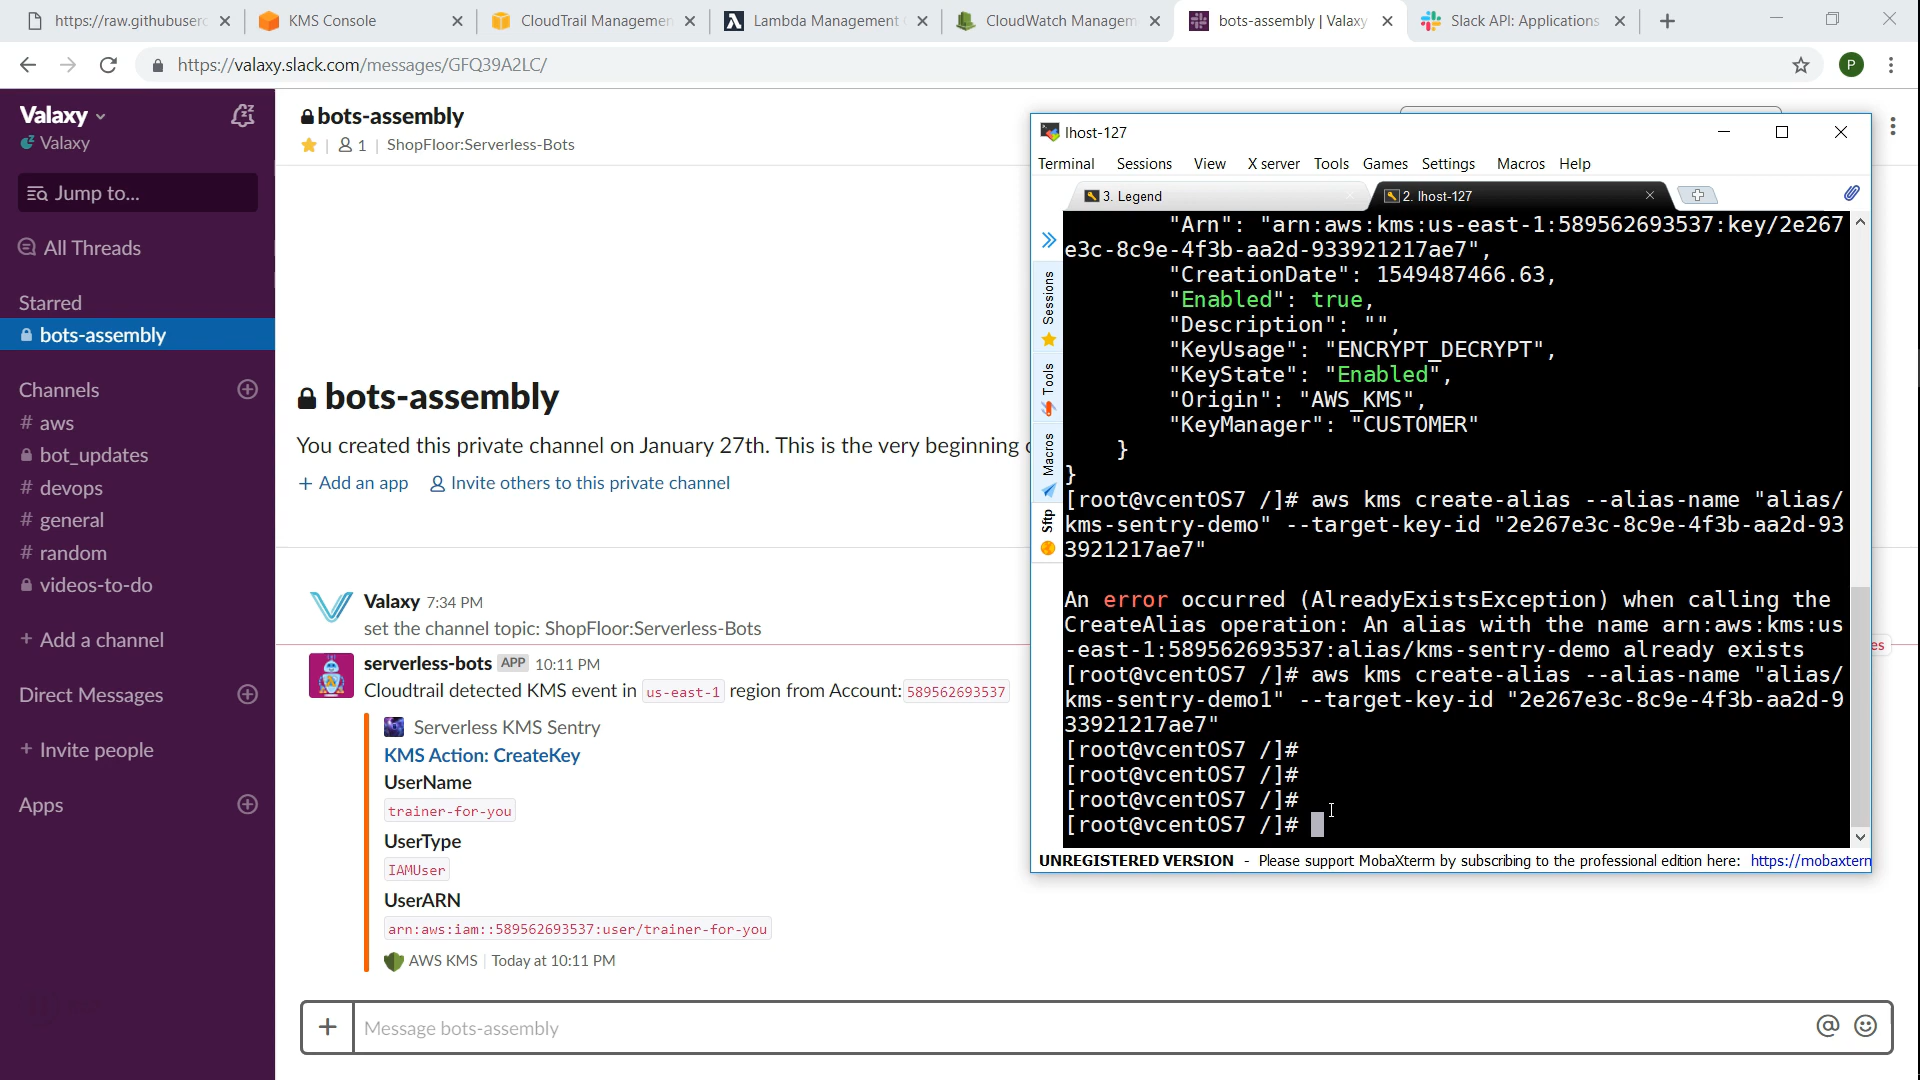 https://raw.githubuserc
KMS Console
CloudTrail Managemen
Lambda Management
CloudWatch Managem
bots-assembly | Valaxy
Slack API: Applications
https://valaxy.slack.com/messages/GFQ39A2LC/
P
Valaxy
Valaxy
Jump to...
All Threads
Starred
bots-assembly
Channels
# aws
bot_updates
# devops
# general
# random
videos-to-do
+ Add a channel
Direct Messages
+ Invite people
Apps
bots-assembly
1 | ShopFloor:Serverless-Bots
bots-assembly
You created this private channel on January 27th. This is the very beginning
+ Add an app
Invite others to this private channel
Valaxy 7:34 PM
set the channel topic: ShopFloor:Serverless-Bots
es
serverless-bots APP 10:11 PM
Cloudtrail detected KMS event in us-east-1 region from Account: 589562693537
Serverless KMS Sentry
KMS Action: CreateKey
UserName
trainer-for-you
UserType
IAMUser
UserARN
arn:aws:iam::589562693537:user/trainer-for-you
AWS KMS | Today at 10:11 PM
Message bots-assembly
lhost-127
Terminal Sessions View X server Tools Games Settings Macros Help
3. Legend
2. lhost-127
Sessions
Tools
Macros
Sftp
"Arn": "arn:aws:kms:us-east-1:589562693537:key/2e267
e3c-8c9e-4f3b-aa2d-933921217ae7",
"CreationDate": 1549487466.63,
"Enabled": true,
"Description": "",
"KeyUsage": "ENCRYPT_DECRYPT",
"KeyState": "Enabled",
"Origin": "AWS_KMS",
"KeyManager": "CUSTOMER"
}
}
[root@vcentOS7 /]# aws kms create-alias --alias-name "alias/
kms-sentry-demo" --target-key-id "2e267e3c-8c9e-4f3b-aa2d-93
3921217ae7"
An error occurred (AlreadyExistsException) when calling the
CreateAlias operation: An alias with the name arn:aws:kms:us
-east-1:589562693537:alias/kms-sentry-demo already exists
[root@vcentOS7 /]# aws kms create-alias --alias-name "alias/
kms-sentry-demo1" --target-key-id "2e267e3c-8c9e-4f3b-aa2d-9
33921217ae7"
[root@vcentOS7 /]#
[root@vcentOS7 /]#
[root@vcentOS7 /]#
[root@vcentOS7 /]#
UNREGISTERED VERSION - Please support MobaXterm by subscribing to the professional edition here: https://mobaxterm